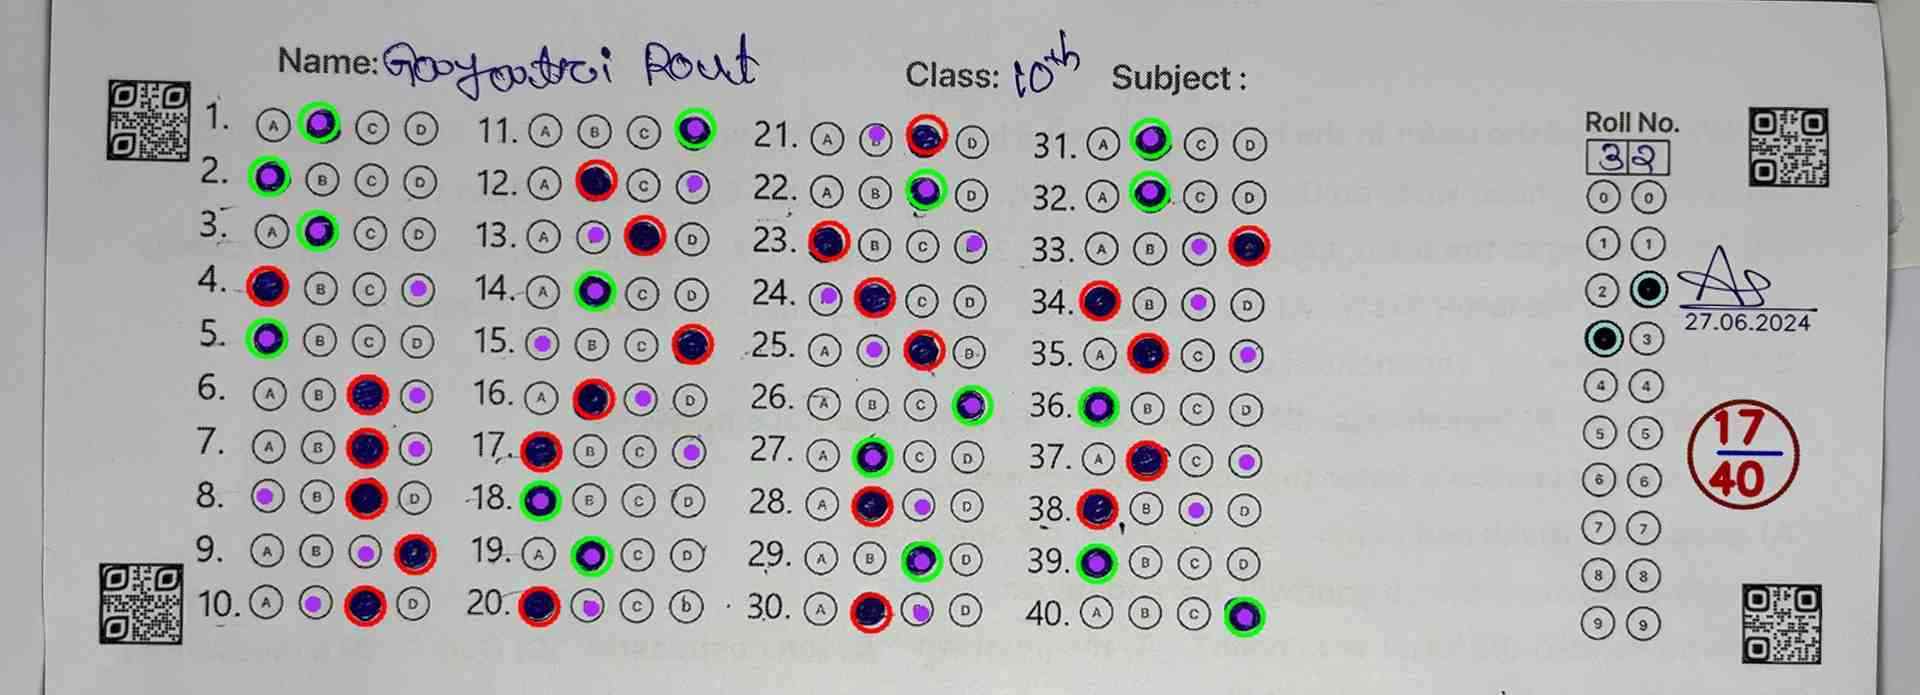 Name: Gayatri Rout Class: 10th Subject :
1. A C D 11. A B C 21. A D 31. A C D
2. B C D 12. A C 22. A B D 32. A C D
3. A C D 13. A D 23. B C 33. A B
4. B C 14. A C D 24. C D 34. B D
5. B C D 15. B C 25. A D 35. A C
6. A B 16. A D 26. A B C 36. B C D
7. A B 17. B C 27. A C D 37. A C
8. B D 18. B C D 28. A D 38. B D
9. A B 19. A C D 29. A B D 39. B C D
10. A D 20. C D 30. A D 40. A B C
Roll No.
32
0 0
1 1
2
3
4 4
5 5
6 6
7 7
8 8
9 9
27.06.2024
17
40